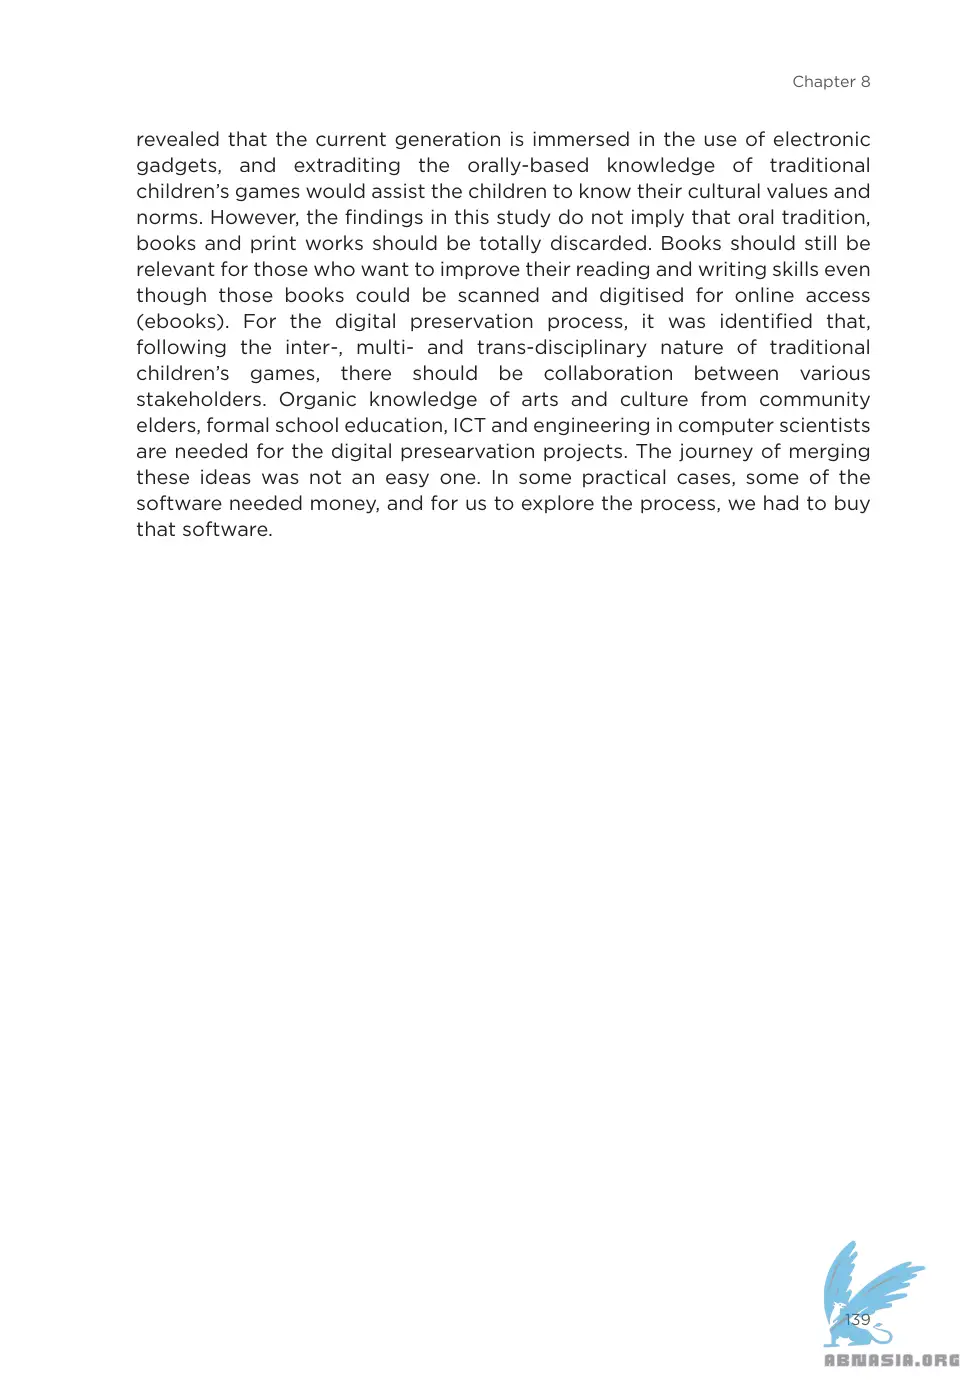 Chapter 8
revealed that the current generation is immersed in the use of electronic
gadgets, and extraditing the orally-based knowledge of traditional
children’s games would assist the children to know their cultural values and
norms. However, the findings in this study do not imply that oral tradition,
books and print works should be totally discarded. Books should still be
relevant for those who want to improve their reading and writing skills even
though those books could be scanned and digitised for online access
(ebooks). For the digital preservation process, it was identified that,
following the inter-, multi- and trans-disciplinary nature of traditional
children’s games, there should be collaboration between various
stakeholders. Organic knowledge of arts and culture from community
elders, formal school education, ICT and engineering in computer scientists
are needed for the digital presearvation projects. The journey of merging
these ideas was not an easy one. In some practical cases, some of the
software needed money, and for us to explore the process, we had to buy
that software.
139
ABNASIA.ORG